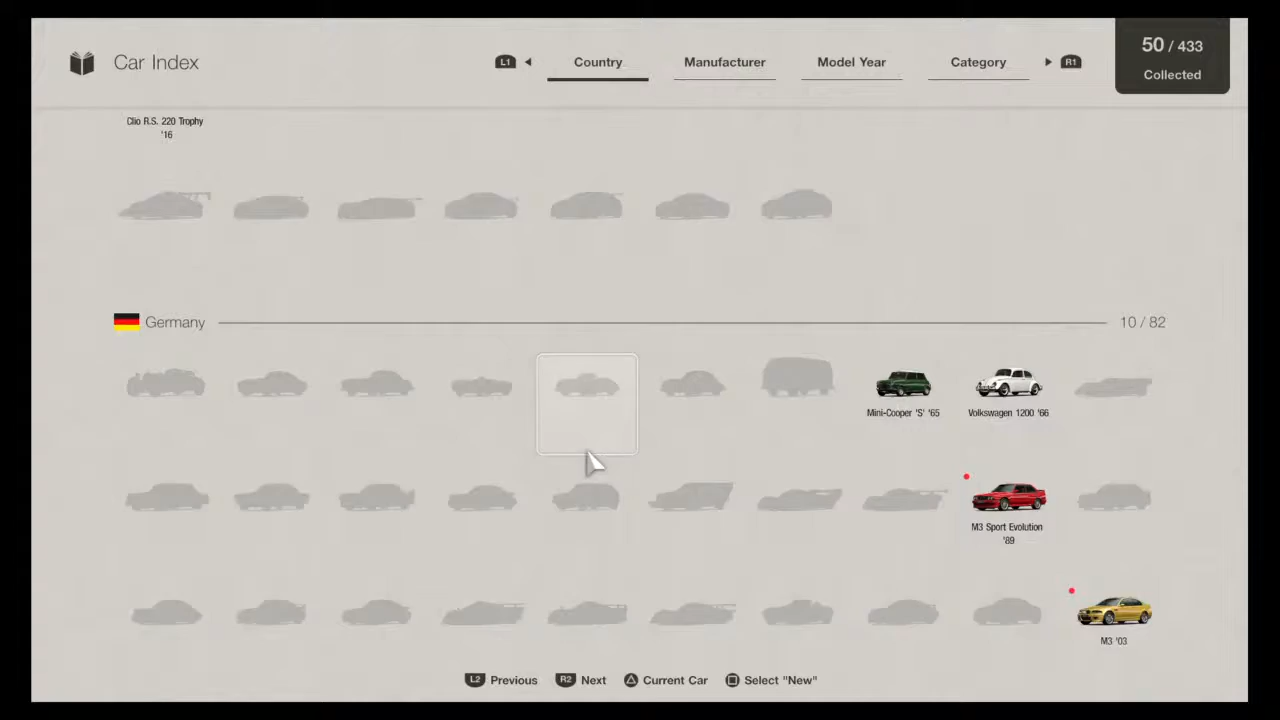 Car Index
L1
Country
Manufacturer
Model Year
Category
R1
50 / 433
Collected
Clio R.S. 220 Trophy
'16
Germany
10 / 82
Mini-Cooper 'S' '65
Volkswagen 1200 '66
M3 Sport Evolution
'89
M3 '03
L2 Previous
R2 Next
Current Car
Select "New"